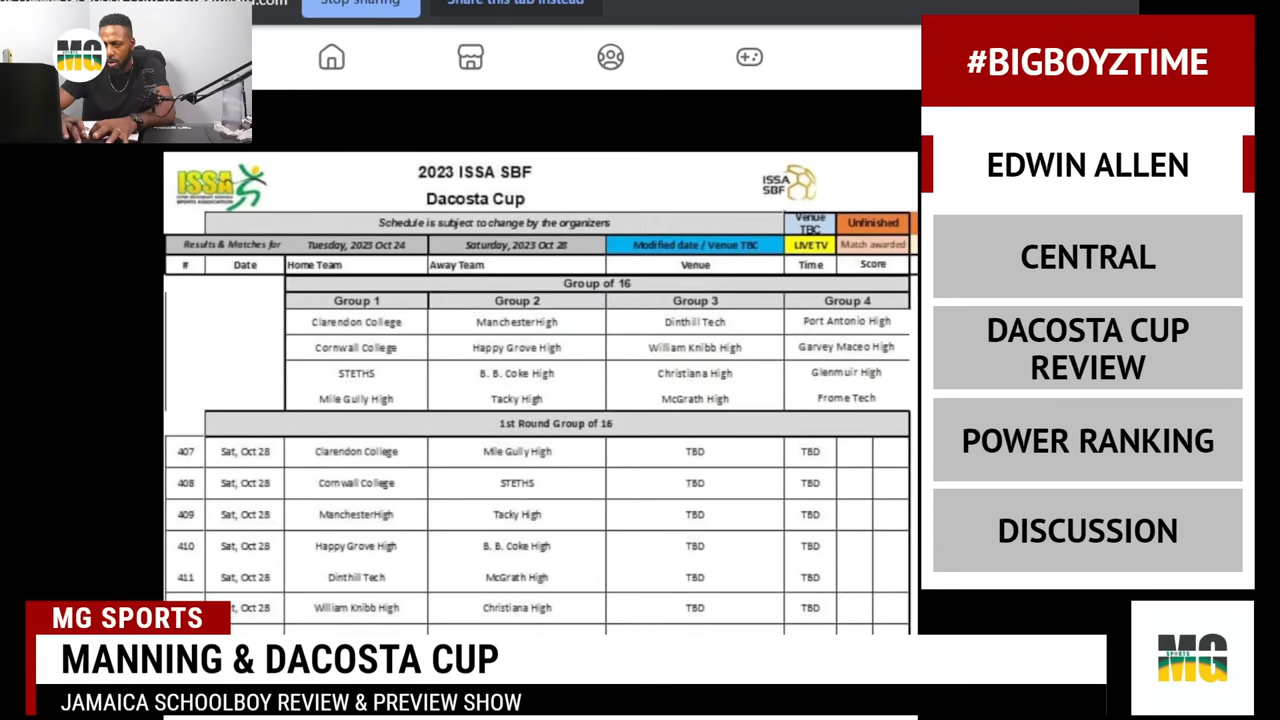 .com
Stop sharing
Share this tab instead
MG
#BIGBOYZTIME
EDWIN ALLEN
CENTRAL
DACOSTA CUP
REVIEW
POWER RANKING
DISCUSSION
ISSA
2023 ISSA SBF
Dacosta Cup
ISSA
SBF
Schedule is subject to change by the organizers
Venue
TBC
Unfinished
Results & Matches for
Tuesday, 2023 Oct 24
Saturday, 2023 Oct 28
Modified date / Venue TBC
LIVE TV
Match awarded
# Date Home Team Away Team Venue Time Score
Group of 16
Group 1 Group 2 Group 3 Group 4
Clarendon College ManchesterHigh Dinthill Tech Port Antonio High
Cornwall College Happy Grove High William Knibb High Garvey Maceo High
STETHS B. B. Coke High Christiana High Glenmuir High
Mile Gully High Tacky High McGrath High Frome Tech
1st Round Group of 16
407 Sat, Oct 28 Clarendon College Mile Gully High TBD TBD
408 Sat, Oct 28 Cornwall College STETHS TBD TBD
409 Sat, Oct 28 ManchesterHigh Tacky High TBD TBD
410 Sat, Oct 28 Happy Grove High B. B. Coke High TBD TBD
411 Sat, Oct 28 Dinthill Tech McGrath High TBD TBD
t, Oct 28 William Knibb High Christiana High TBD TBD
MG SPORTS
MANNING & DACOSTA CUP
JAMAICA SCHOOLBOY REVIEW & PREVIEW SHOW
MG
SPORTS